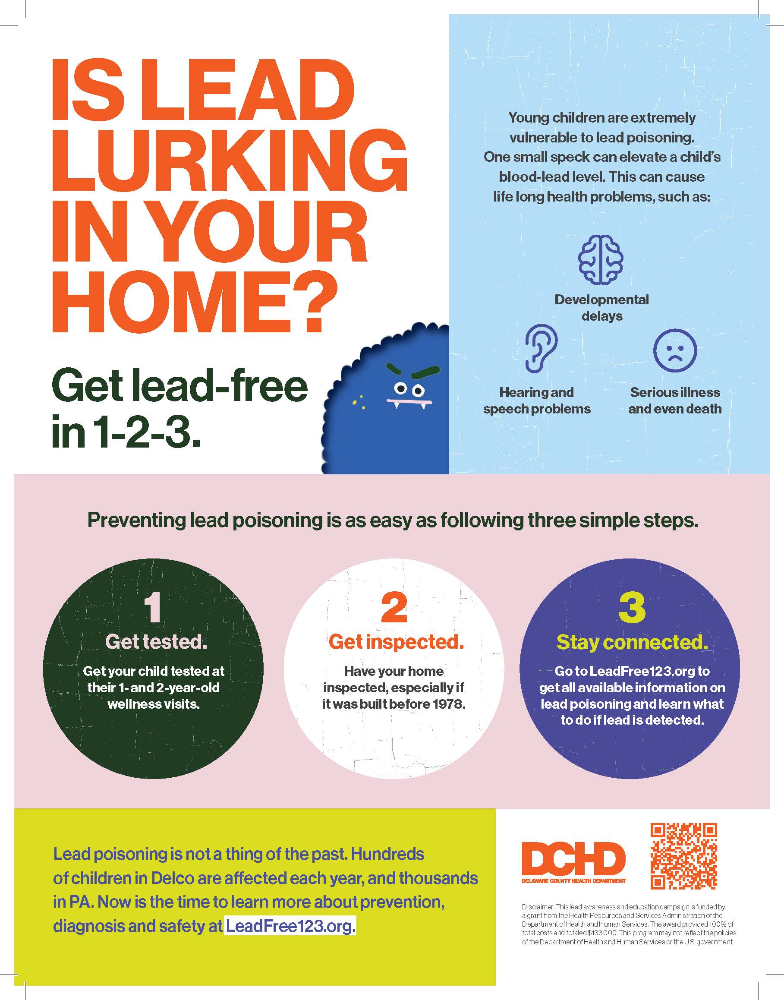 IS LEAD
LURKING
IN YOUR
HOME?
Get lead-free
in 1-2-3.
Young children are extremely
vulnerable to lead poisoning.
One small speck can elevate a child's
blood-lead level. This can cause
life long health problems, such as:
Developmental
delays
Hearing and
speech problems
Serious illness
and even death
Preventing lead poisoning is as easy as following three simple steps.
1
Get tested.
Get your child tested at
their 1- and 2-year-old
wellness visits.
2
Get inspected.
Have your home
inspected, especially if
it was built before 1978.
3
Stay connected.
Go to LeadFree123.org to
get all available information on
lead poisoning and learn what
to do if lead is detected.
Lead poisoning is not a thing of the past. Hundreds
of children in Delco are affected each year, and thousands
in PA. Now is the time to learn more about prevention,
diagnosis and safety at LeadFree123.org.
DCHD
DELAWARE COUNTY HEALTH DEPARTMENT
Disclaimer: This lead awareness and education campaign is funded by
a grant from the Health Resources and Services Administration of the
Department of Health and Human Services. The award provided 100% of
total costs and totaled $133,000. This program may not reflect the policies
of the Department of Health and Human Services or the U.S. government.